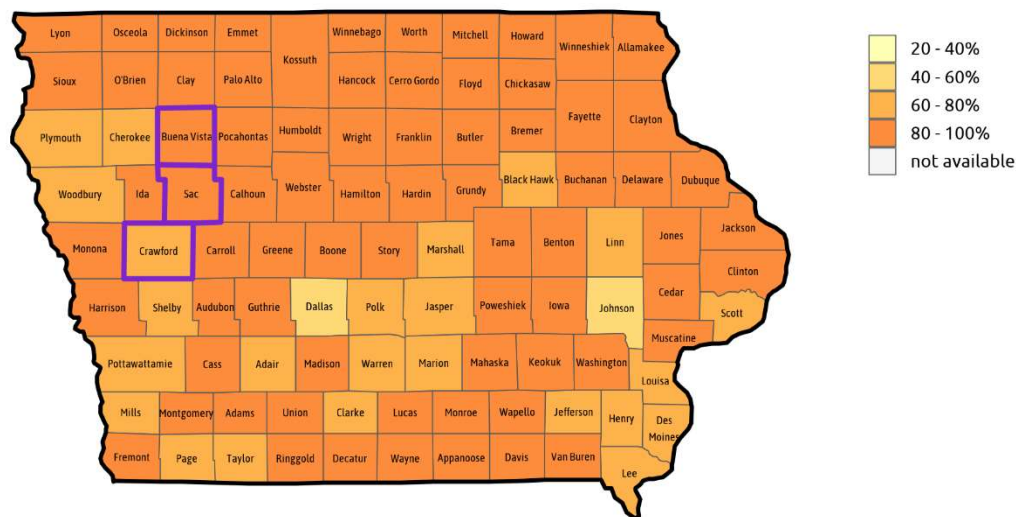 Lyon Osceola Dickinson Emmet Winnebago Worth Mitchell Howard
Kossuth Winneshiek Allamakee
Sioux O'Brien Clay Palo Alto Hancock Cerro Gordo Floyd Chickasaw
Plymouth Cherokee Buena Vista Pocahontas Humboldt Wright Franklin Butler Bremer Fayette Clayton
Woodbury Ida Sac Calhoun Webster Hamilton Hardin Grundy Black Hawk Buchanan Delaware Dubuque
Monona Crawford Carroll Greene Boone Story Marshall Tama Benton Linn Jones Jackson
Clinton
Harrison Shelby Audubon Guthrie Dallas Polk Jasper Poweshiek Iowa Johnson Cedar Scott
Muscatine
Pottawattamie Cass Adair Madison Warren Marion Mahaska Keokuk Washington
Louisa
Mills Montgomery Adams Union Clarke Lucas Monroe Wapello Jefferson Henry Des
Moines
Fremont Page Taylor Ringgold Decatur Wayne Appanoose Davis Van Buren Lee
20 - 40%
40 - 60%
60 - 80%
80 - 100%
not available